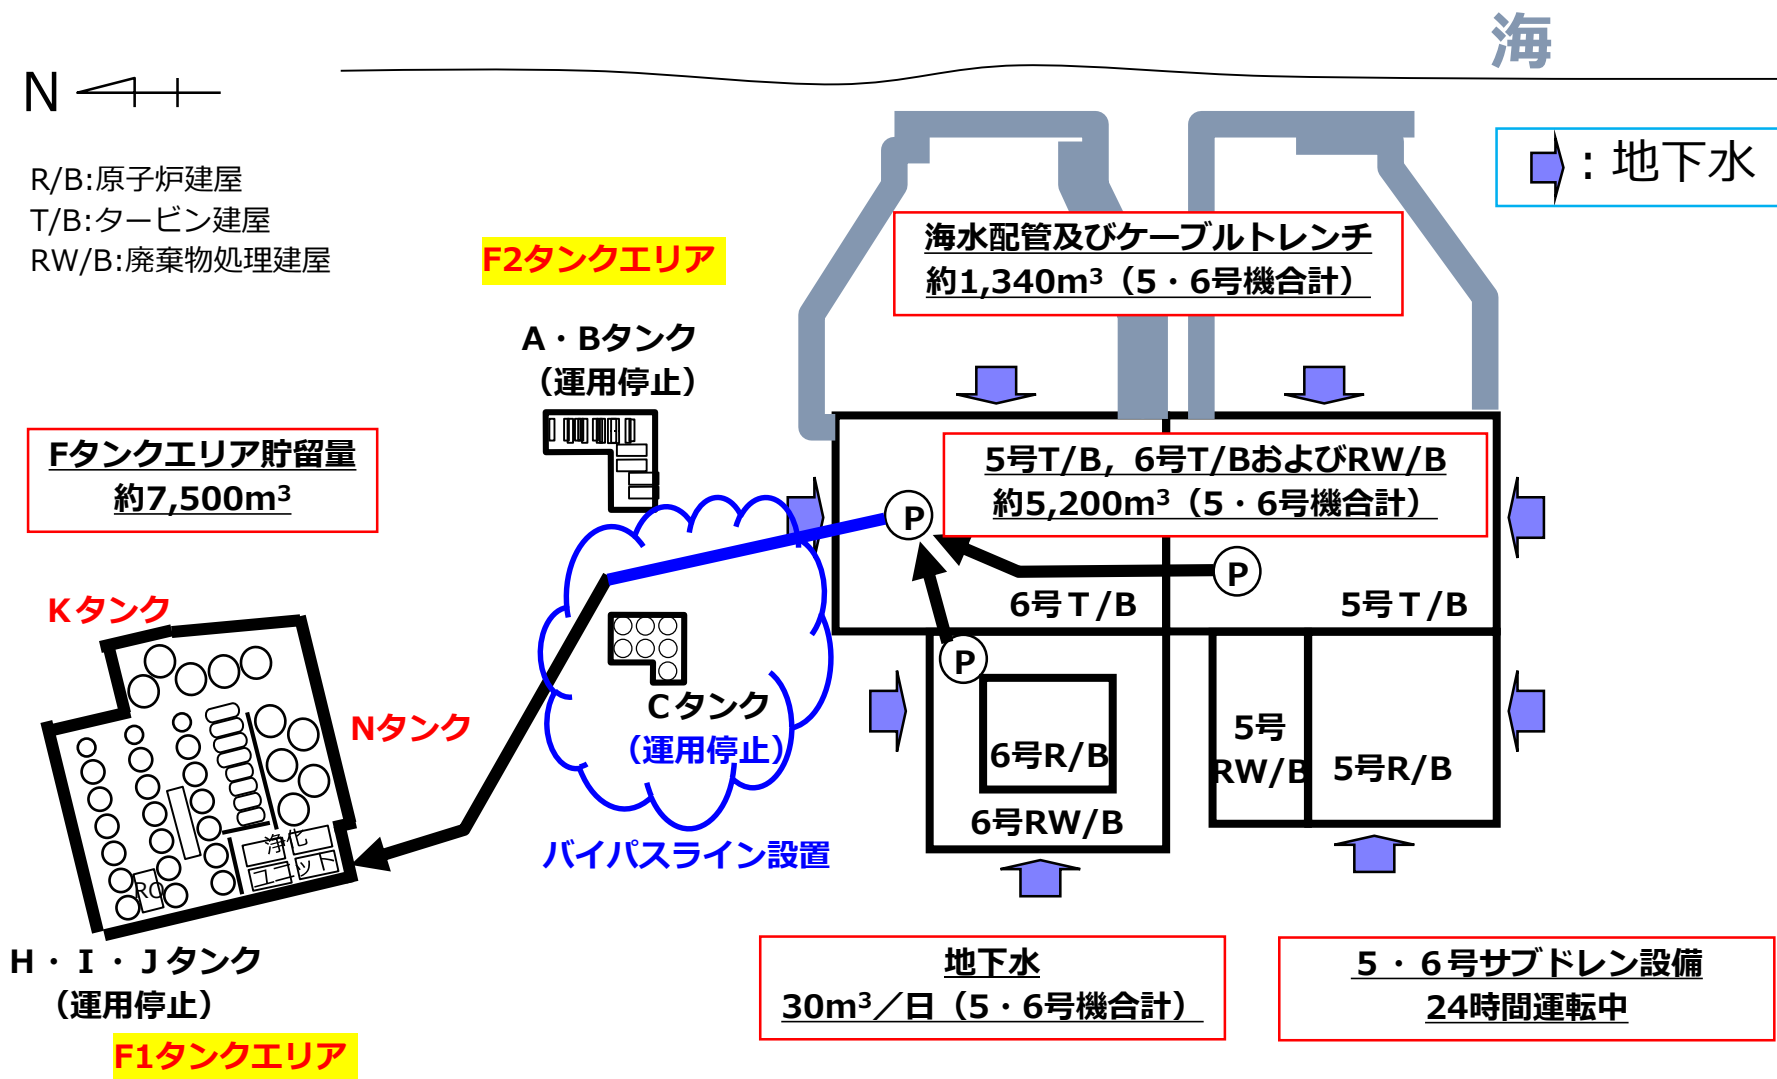 海
N
：地下水
R/B:原子炉建屋
T/B:タービン建屋
RW/B:廃棄物処理建屋
F2タンクエリア
海水配管及びケーブルトレンチ
約1,340m³（5・6号機合計）
A・Bタンク
（運用停止）
Fタンクエリア貯留量
約7,500m³
5号T/B, 6号T/BおよびRW/B
約5,200m³（5・6号機合計）
P
P
P
6号Ｔ/B
5号Ｔ/B
Kタンク
Nタンク
Cタンク
（運用停止）
バイパスライン設置
6号R/B
6号RW/B
5号
RW/B
5号R/B
浄化
ユニット
RO
H・I・Jタンク
（運用停止）
F1タンクエリア
地下水
30m³／日（5・6号機合計）
５・６号サブドレン設備
24時間運転中